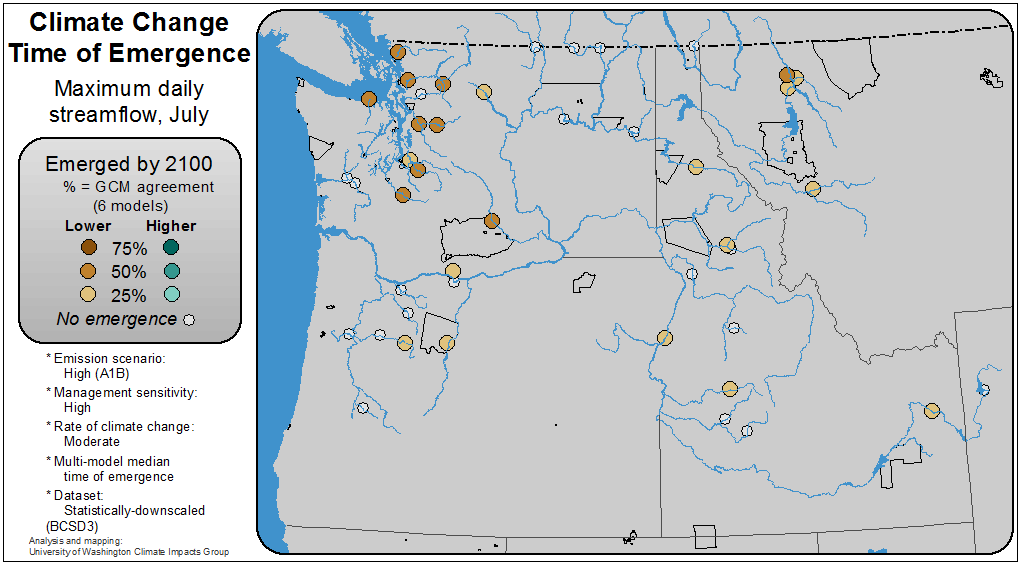 Climate Change
Time of Emergence
Maximum daily
streamflow, July
Emerged by 2100
% = GCM agreement
(6 models)
Lower Higher
75%
50%
25%
No emergence
* Emission scenario:
High (A1B)
* Management sensitivity:
High
* Rate of climate change:
Moderate
* Multi-model median
time of emergence
* Dataset:
Statistically-downscaled
(BCSD3)
Analysis and mapping:
University of Washington Climate Impacts Group